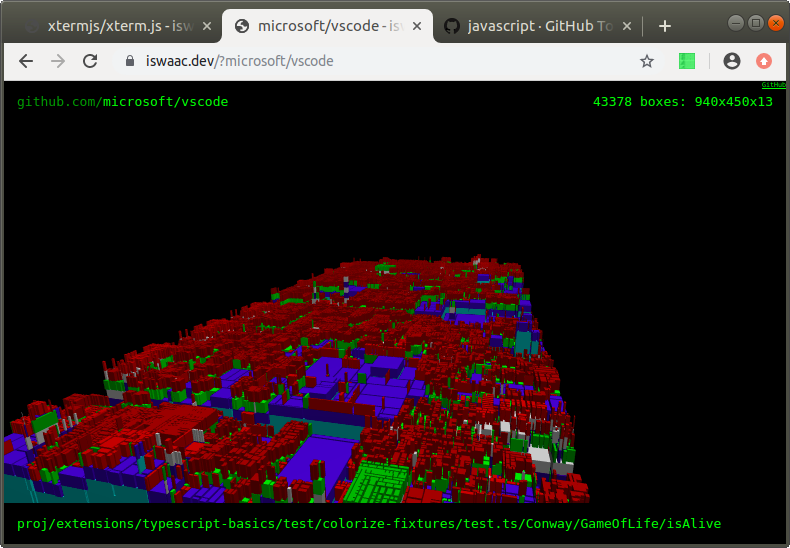 xtermjs/xterm.js - isw
microsoft/vscode - isw
javascript · GitHub To
iswaac.dev/?microsoft/vscode
GitHub
github.com/microsoft/vscode
43378 boxes: 940x450x13
proj/extensions/typescript-basics/test/colorize-fixtures/test.ts/Conway/GameOfLife/isAlive